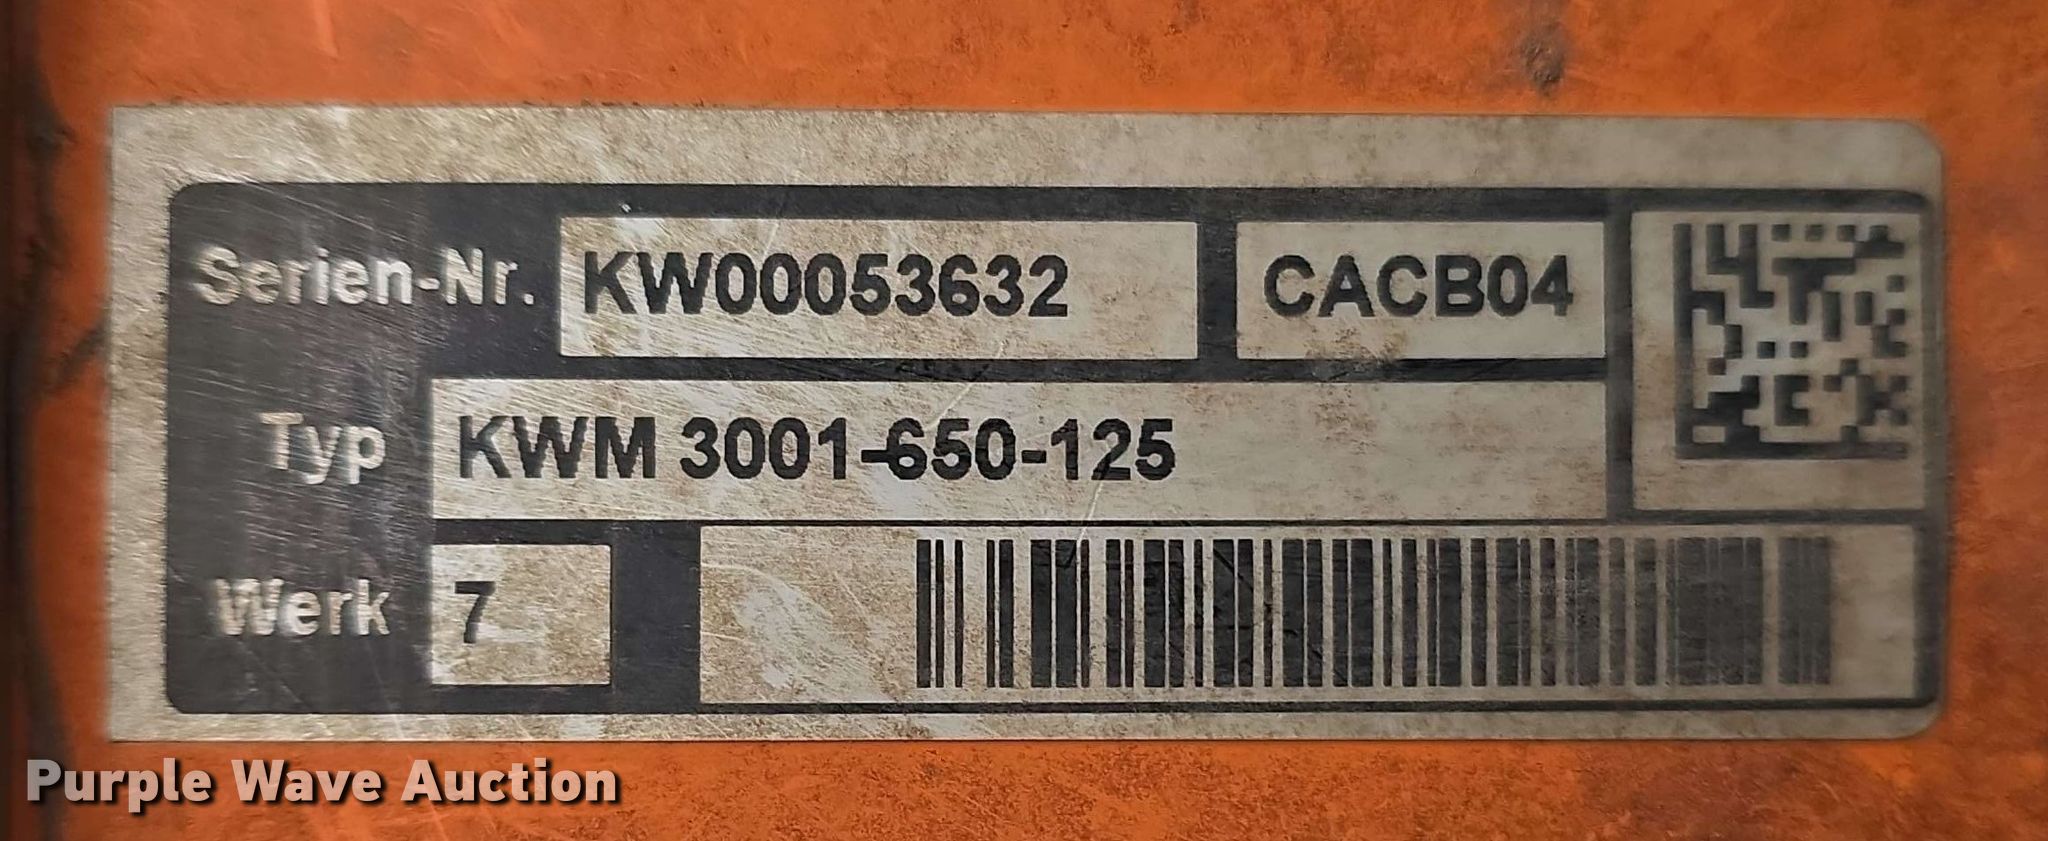 Serien-Nr. KW00053632 CACB04
Typ KWM 3001-650-125
Werk 7
Purple Wave Auction